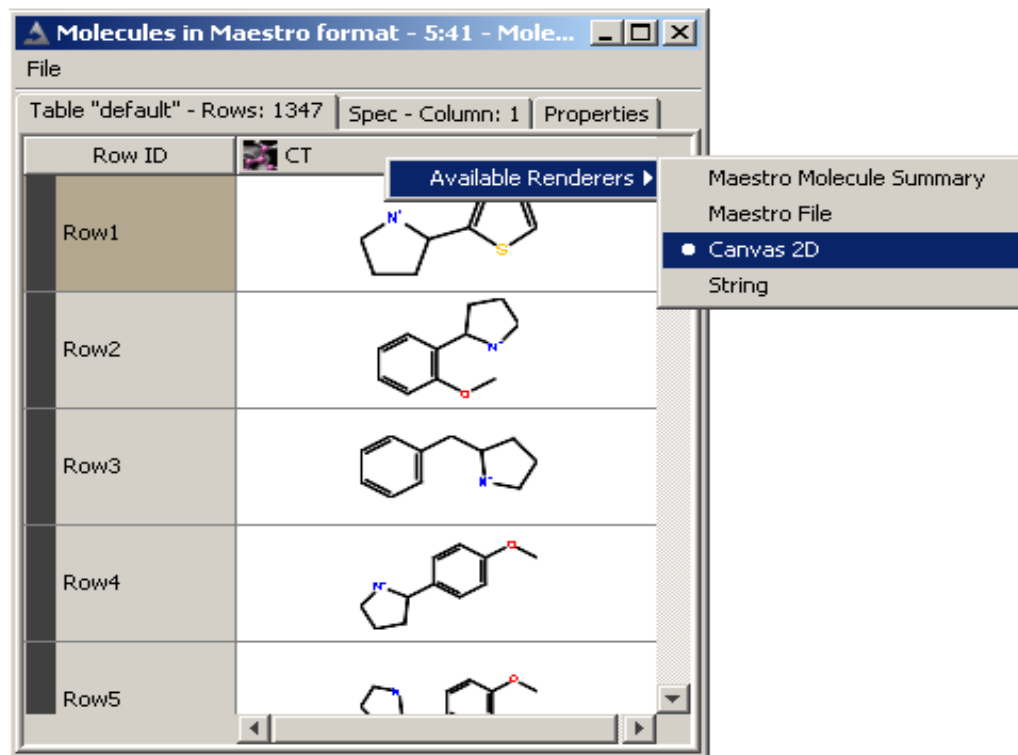 Molecules in Maestro format - 5:41 - Mole...
File
Table "default" - Rows: 1347 Spec - Column: 1 Properties
Row ID CT
Available Renderers
Maestro Molecule Summary
Maestro File
Canvas 2D
String
Row1
N⁺
S
Row2
N
O
Row3
N
Row4
N
O
Row5
N
O